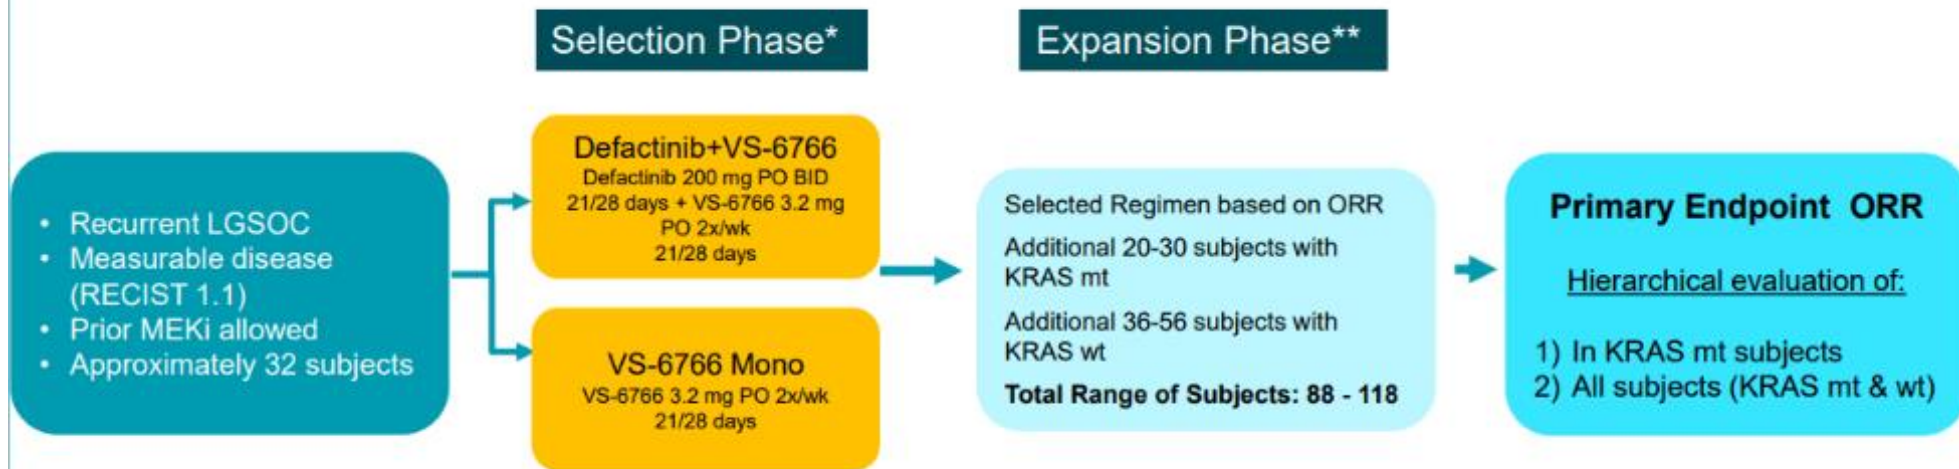 Selection Phase*
Expansion Phase**
• Recurrent LGSOC
• Measurable disease
(RECIST 1.1)
• Prior MEKi allowed
• Approximately 32 subjects
Defactinib+VS-6766
Defactinib 200 mg PO BID
21/28 days + VS-6766 3.2 mg
PO 2x/wk
21/28 days
VS-6766 Mono
VS-6766 3.2 mg PO 2x/wk
21/28 days
Selected Regimen based on ORR
Additional 20-30 subjects with
KRAS mt
Additional 36-56 subjects with
KRAS wt
Total Range of Subjects: 88 - 118
Primary Endpoint ORR
Hierarchical evaluation of:
1) In KRAS mt subjects
2) All subjects (KRAS mt & wt)